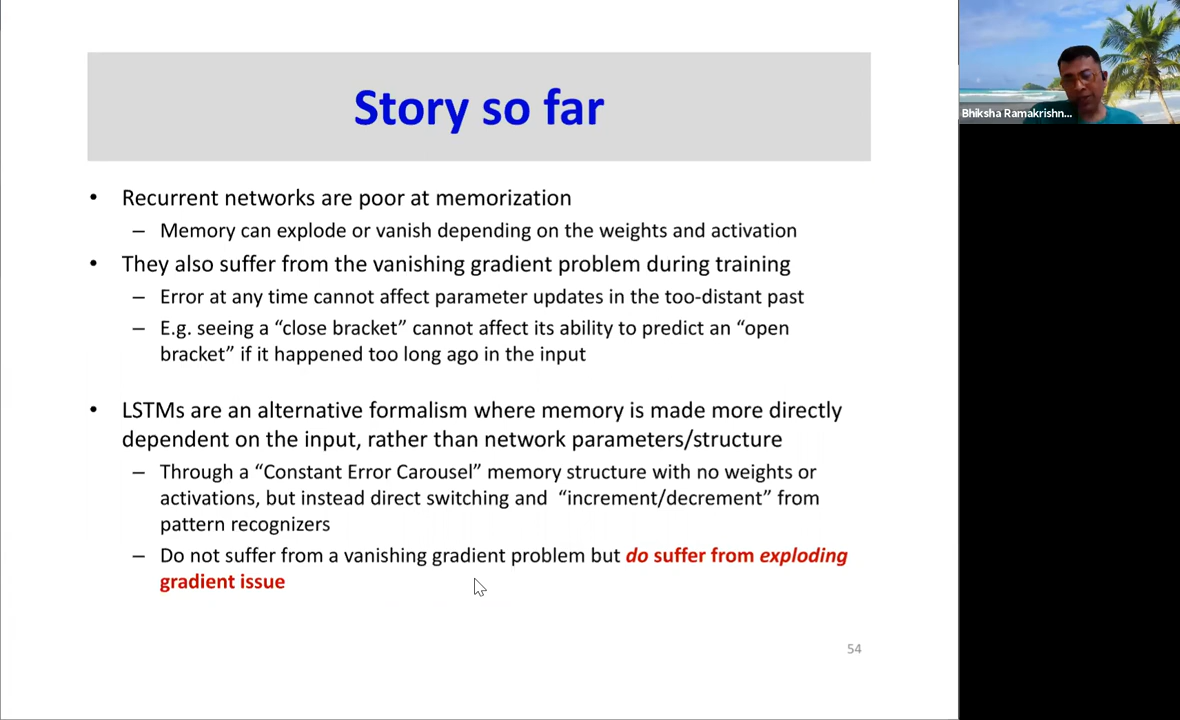 Story so far
• Recurrent networks are poor at memorization
– Memory can explode or vanish depending on the weights and activation
• They also suffer from the vanishing gradient problem during training
– Error at any time cannot affect parameter updates in the too-distant past
– E.g. seeing a “close bracket” cannot affect its ability to predict an “open
bracket” if it happened too long ago in the input
• LSTMs are an alternative formalism where memory is made more directly
dependent on the input, rather than network parameters/structure
– Through a “Constant Error Carousel” memory structure with no weights or
activations, but instead direct switching and “increment/decrement” from
pattern recognizers
– Do not suffer from a vanishing gradient problem but do suffer from exploding
gradient issue
54
Bhiksha Ramakrishn...